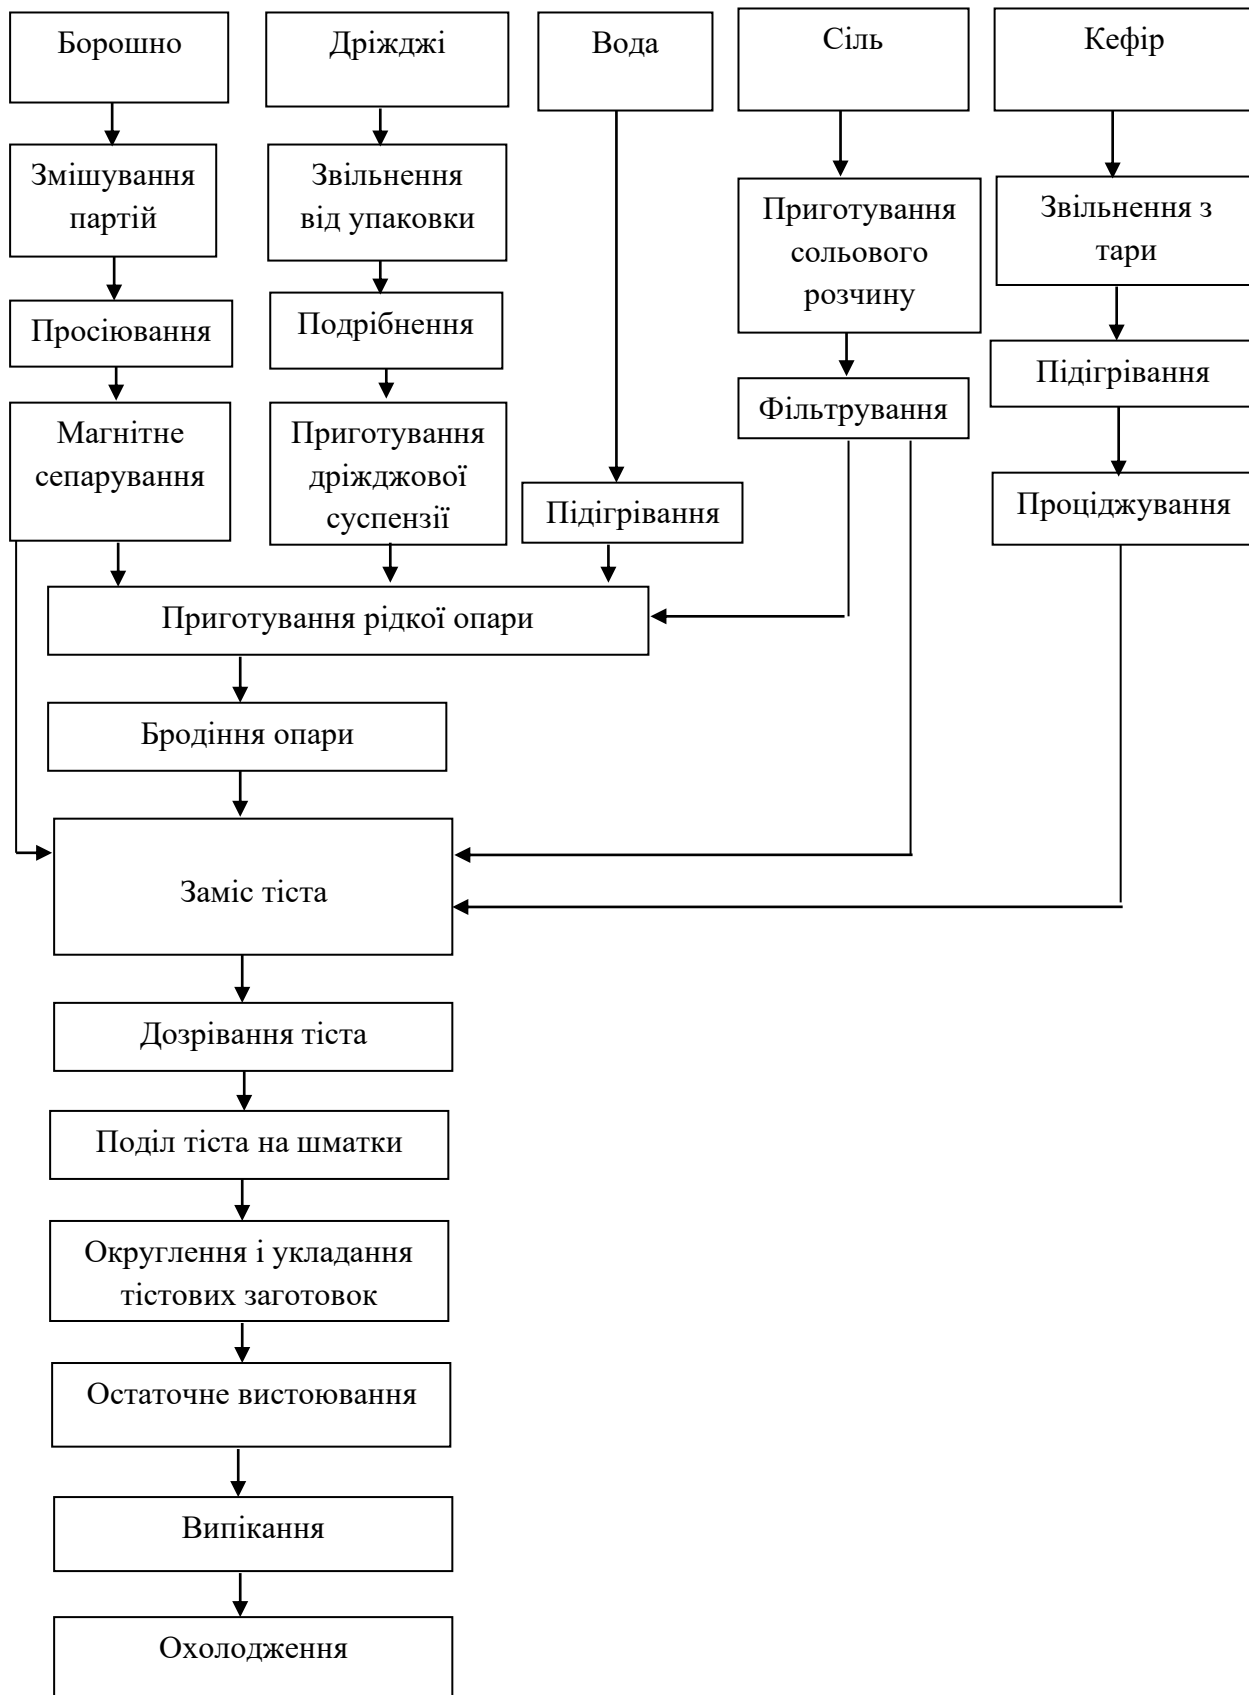 Борошно
Дріжджі
Вода
Сіль
Кефір
Змішування
партій
Звільнення
від упаковки
Приготування
сольового
розчину
Звільнення з
тари
Просіювання
Подрібнення
Підігрівання
Магнітне
сепарування
Приготування
дріжджової
суспензії
Фільтрування
Підігрівання
Проціджування
Приготування рідкої опари
Бродіння опари
Заміс тіста
Дозрівання тіста
Поділ тіста на шматки
Округлення і укладання
тістових заготовок
Остаточне вистоювання
Випікання
Охолодження